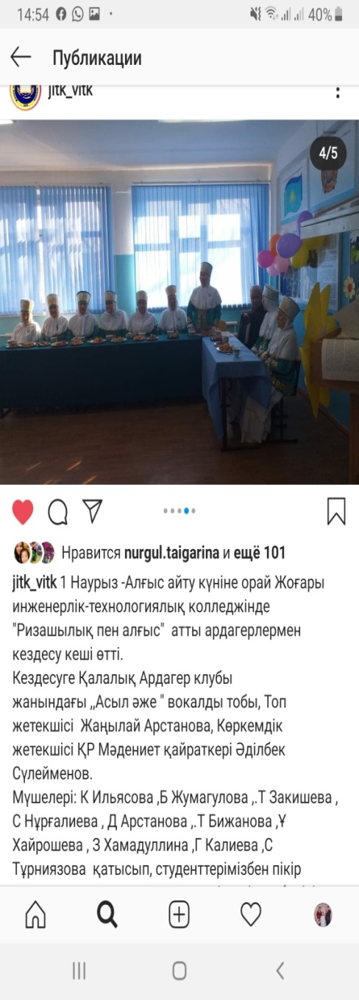 14:54
40%
Публикации
jitk_vitk
4/5
Нравится nurgul.taigarina и ещё 101
jitk_vitk 1 Наурыз -Алғыс айту күніне орай Жоғары
инженерлік-технологиялық колледжінде
"Ризашылық пен алғыс" атты ардагерлермен
кездесу кеші өтті.
Кездесуге Қалалық Ардагер клубы
жанындағы ,,Асыл әже " вокалды тобы, Топ
жетекшісі Жаңылай Арстанова, Көркемдік
жетекшісі ҚР Мәдениет қайраткері Әділбек
Сүлейменов.
Мүшелері: К Ильясова ,Б Жумагулова ,.Т Закишева ,
С Нұрғалиева , Д Арстанова ,.Т Бижанова ,Ұ
Хайрошева , З Хамадуллина ,Г Калиева ,С
Тұрниязова қатысып, студенттерімізбен пікір